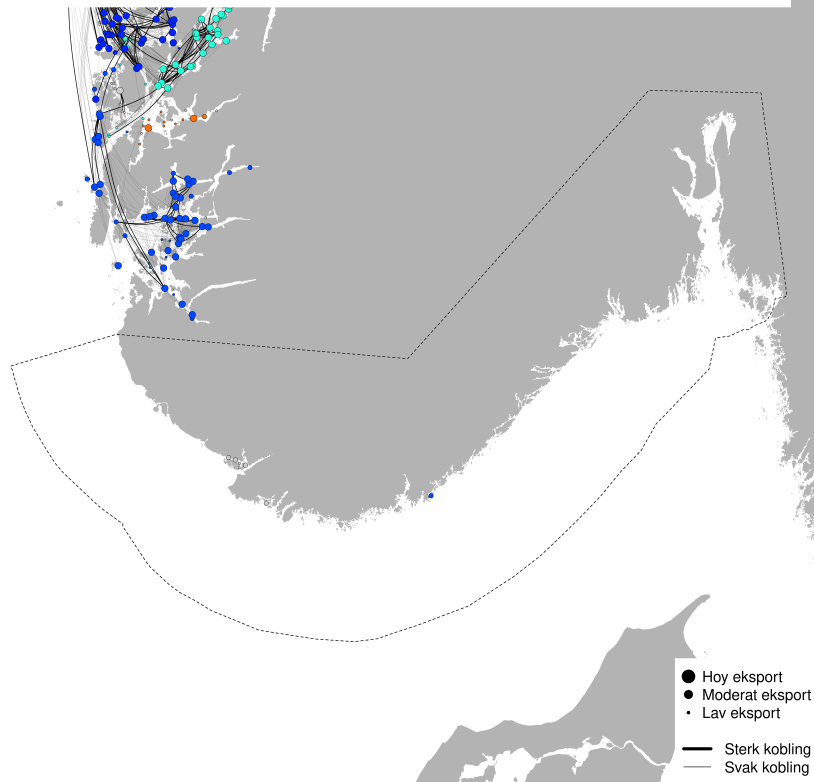 Hoy eksport
Moderat eksport
Lav eksport
Sterk kobling
Svak kobling